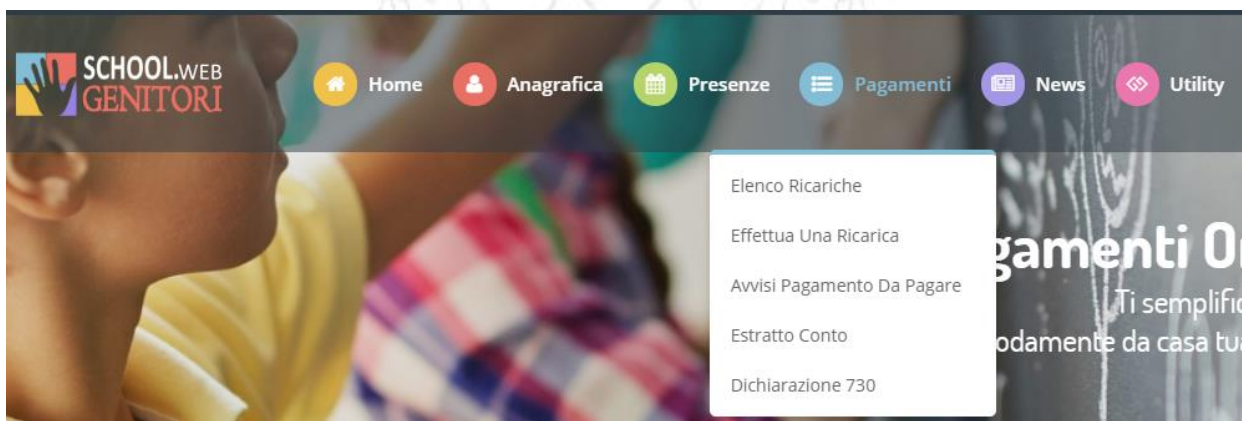 SCHOOL.WEB
GENITORI
Home
Anagrafica
Presenze
Pagamenti
News
Utility
Elenco Ricariche
Effettua Una Ricarica
Avvisi Pagamento Da Pagare
Estratto Conto
Dichiarazione 730
gamenti O
Ti semplific
odamente da casa tua